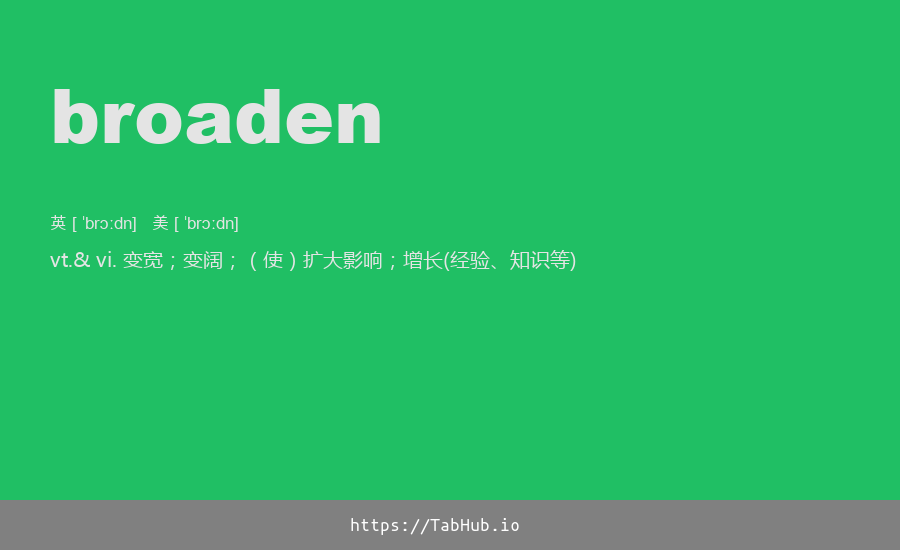 broaden
英 [ ˈbrɔːdn] 美 [ ˈbrɔːdn]
vt.& vi. 变宽；变阔；（使）扩大影响；增长(经验、知识等)
https://TabHub.io